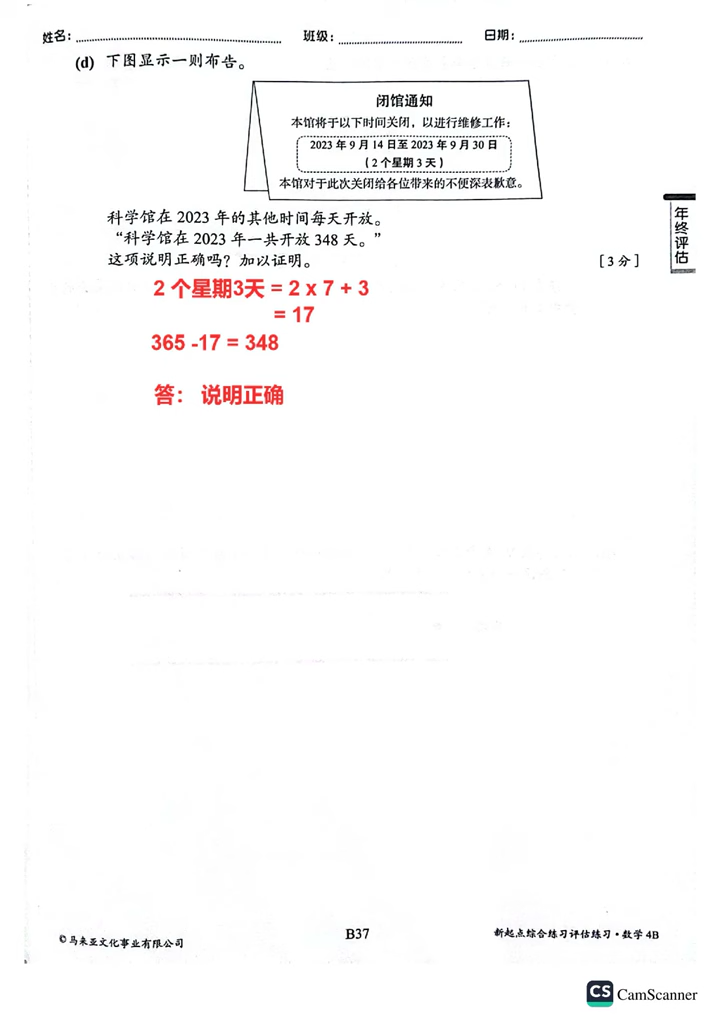 姓名： 班级： 日期：
(d) 下图显示一则布告。
闭馆通知
本馆将于以下时间关闭，以进行维修工作：
2023 年 9 月 14 日至 2023 年 9 月 30 日
（2 个星期 3 天）
本馆对于此次关闭给各位带来的不便深表歉意。
科学馆在 2023 年的其他时间每天开放。
“科学馆在 2023 年一共开放 348 天。”
这项说明正确吗？加以证明。 [3 分]
年终评估
2 个星期3天 = 2 x 7 + 3
= 17
365 -17 = 348
答： 说明正确
© 马来亚文化事业有限公司 B37 新起点综合练习评估练习·数学 4B
CS CamScanner